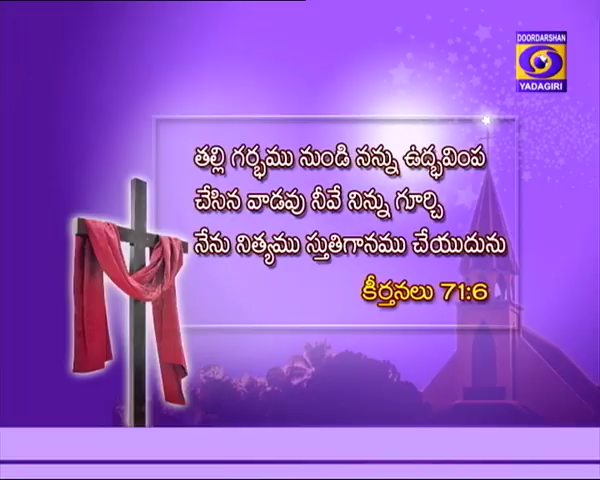 DOORDARSHAN
YADAGIRI
తల్లి గర్భము నుండి నన్ను ఉద్భవింప
చేసిన వాడవు నీవే నిన్ను గూర్చి
నేను నిత్యము స్తుతిగానము చేయుదును
కీర్తనలు 71:6